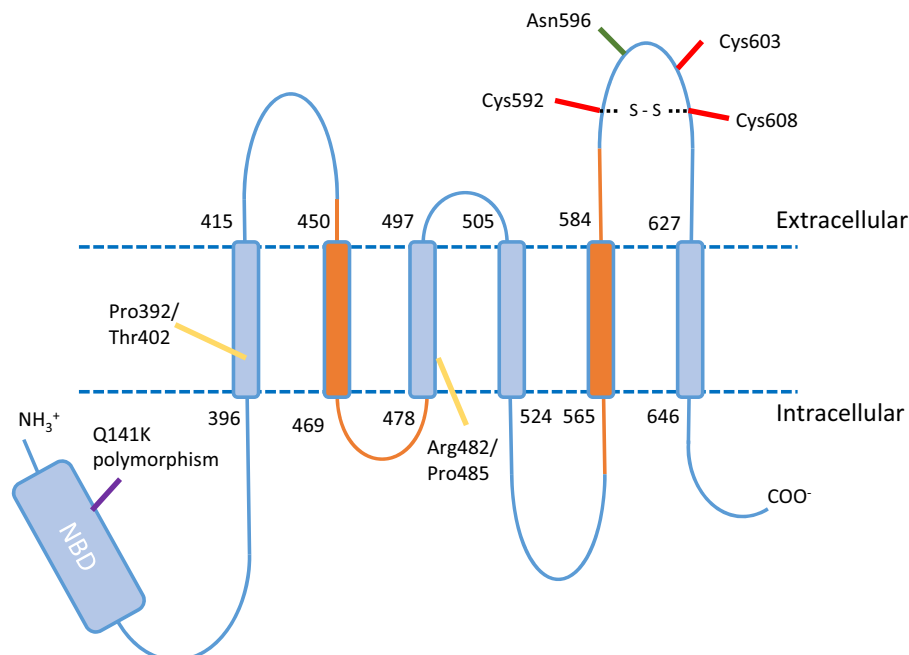 Asn596
Cys603
Cys592
S - S
Cys608
415
450
497
505
584
627
Extracellular
Pro392/
Thr402
396
469
478
524
565
646
Intracellular
NH₃⁺
Q141K
polymorphism
Arg482/
Pro485
COO⁻
NBD